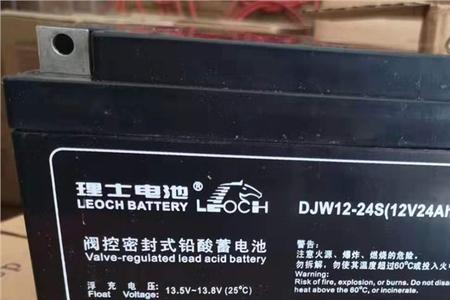 理士电池®
LEOCH BATTERY LEOCH
DJW12-24S(12V24Ah
阀控密封式铅酸蓄电池
Valve-regulated lead acid battery
浮充电压:
Float Voltage: 13.5V~13.8V (25℃)
警告:
注意火源、爆炸、燃烧的危险。
勿拆解,勿使其温度超过60℃或投入火中
Warning:
Risk of fire, explosion, or burns. Do not
heat above the 60℃, or incinerate.